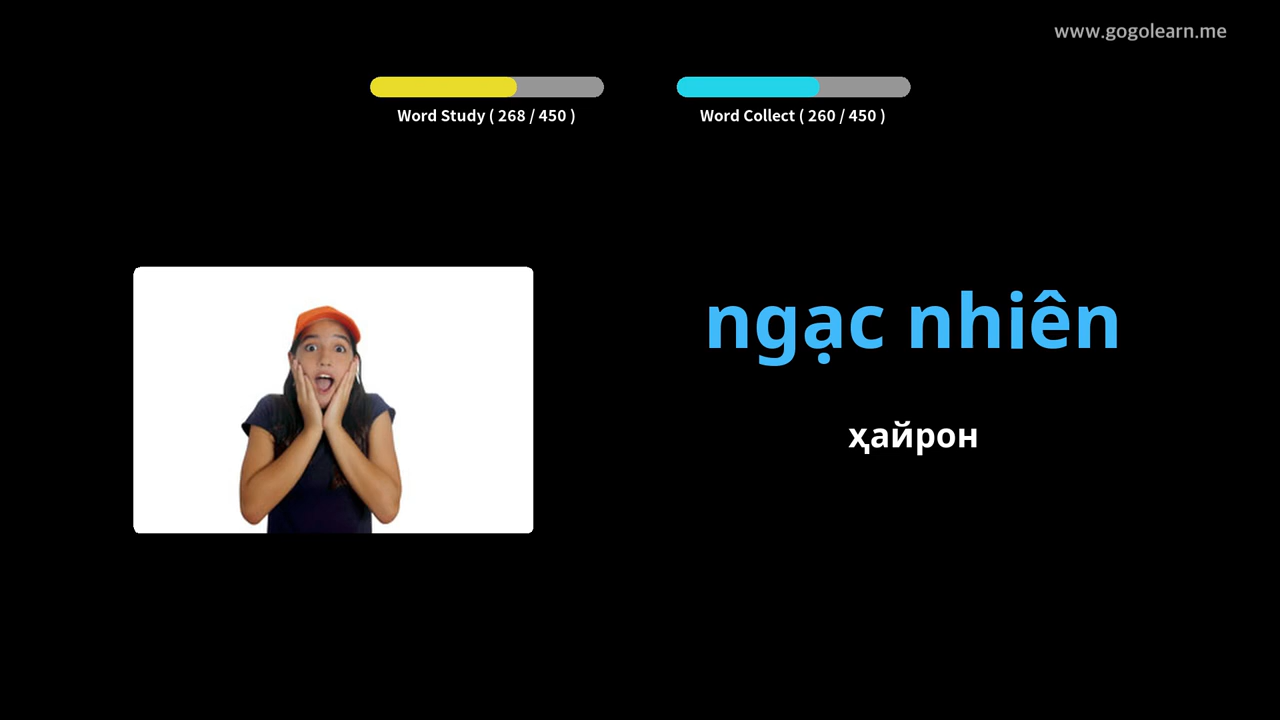 www.gogolearn.me
Word Study ( 268 / 450 )
Word Collect ( 260 / 450 )
ngạc nhiên
ҳайрон